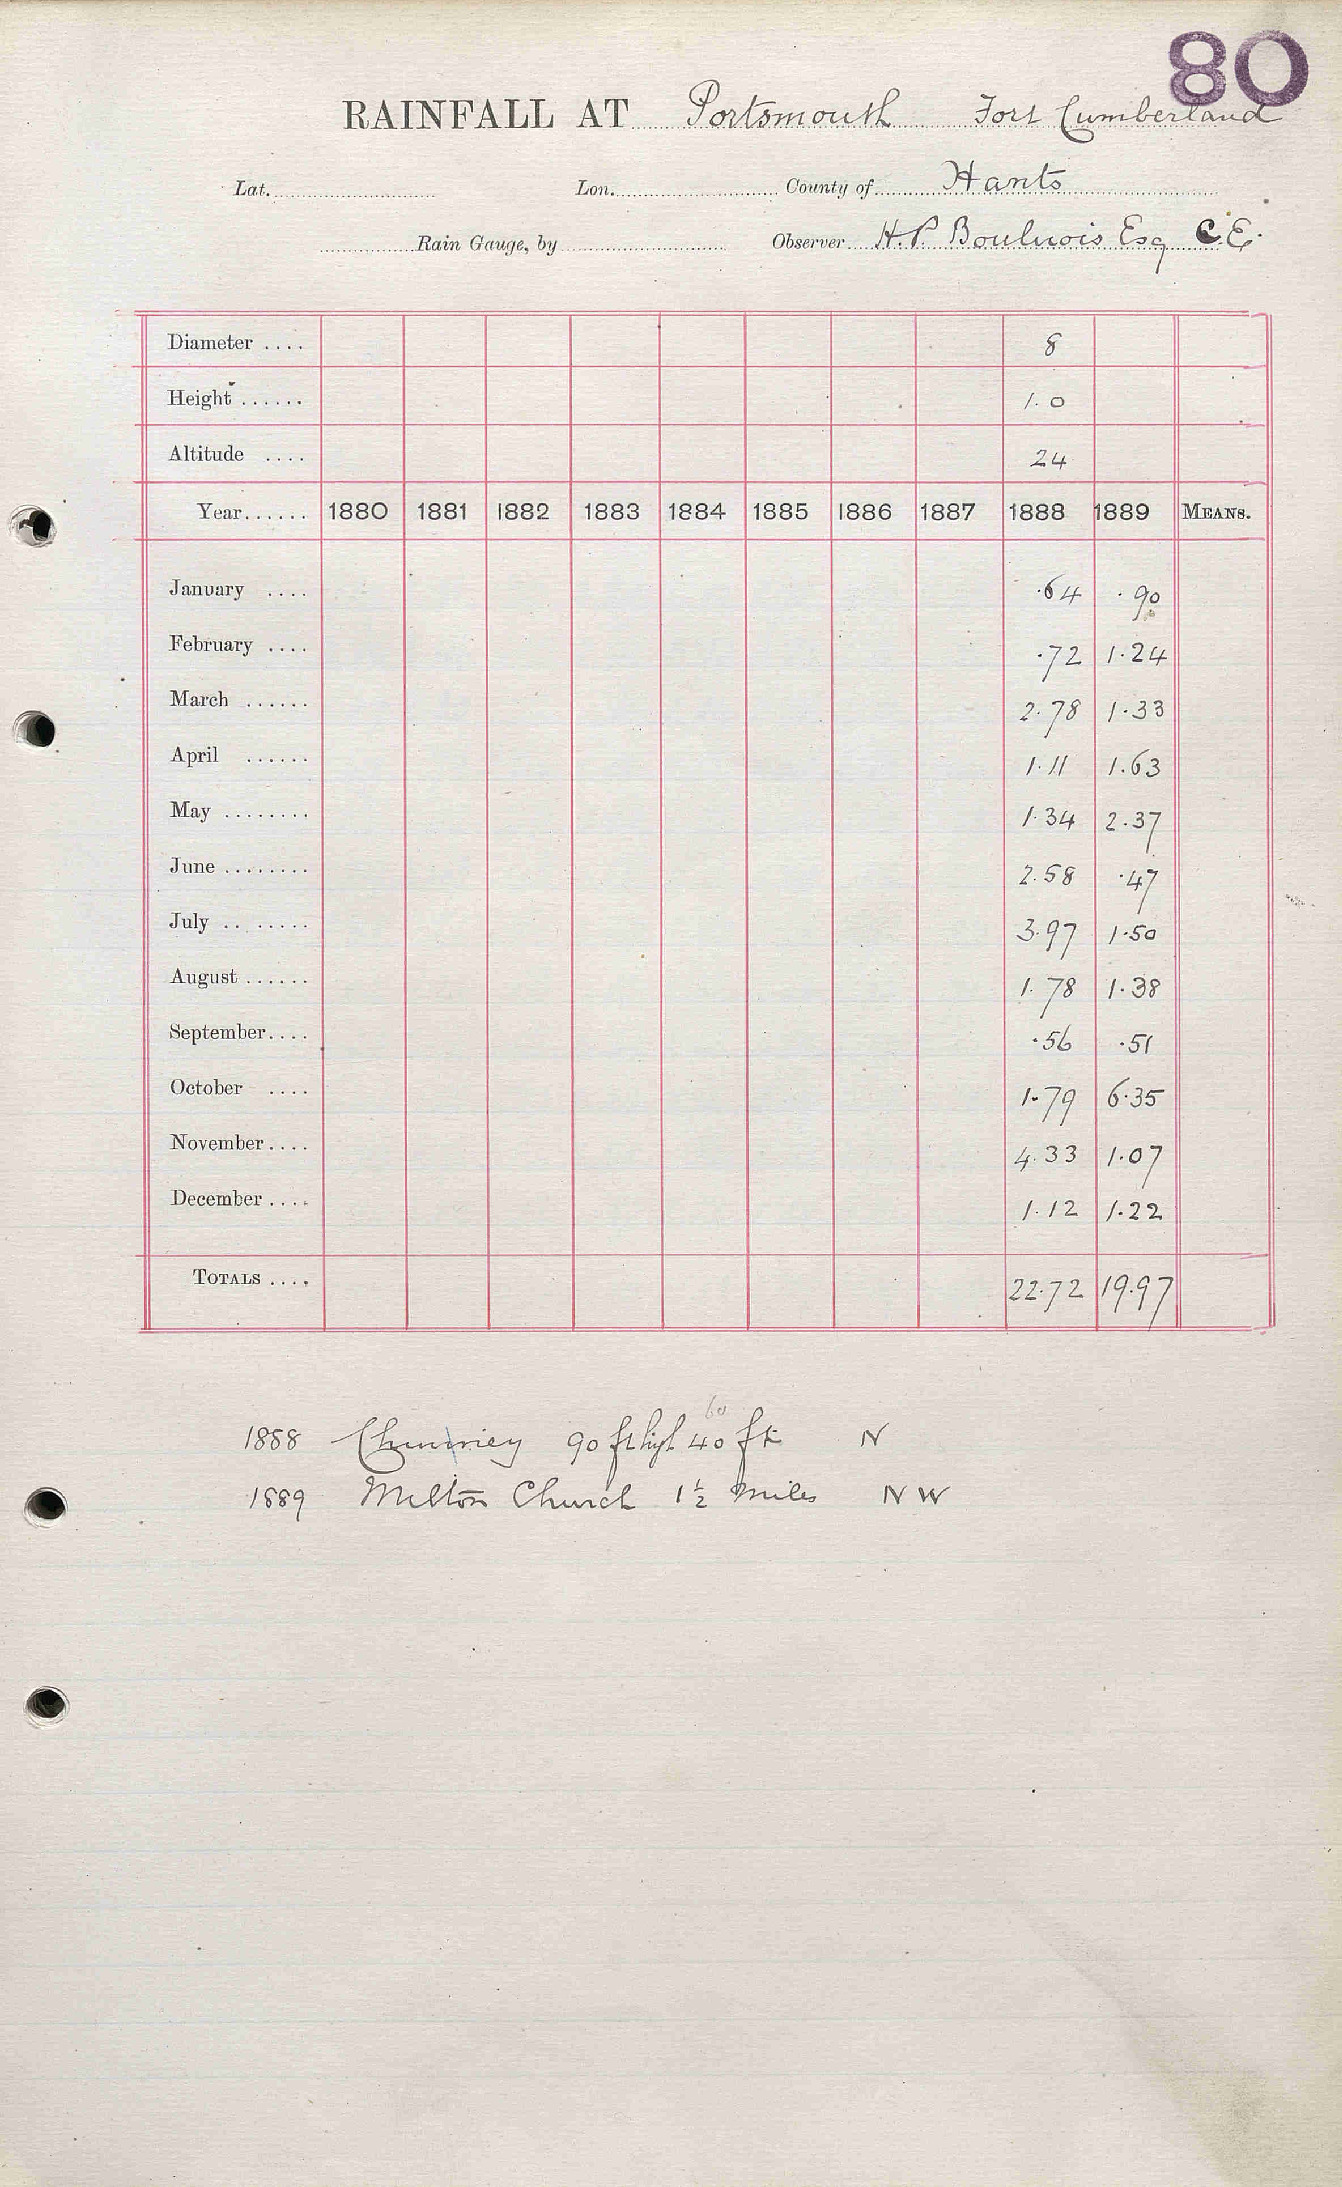 80
RAINFALL AT Portsmouth Fort Cumberland
Lat. Lon. County of Hants
Rain Gauge, by Observer H. P. Boulnois Esq C.E.
Diameter .... 8
Height ...... 1.0
Altitude .... 24
Year...... 1880 1881 1882 1883 1884 1885 1886 1887 1888 1889 MEANS.
January .... .64 .90
February .... .72 1.24
March ...... 2.78 1.33
April ...... 1.11 1.63
May ........ 1.34 2.37
June ........ 2.58 .47
July ........ 3.97 1.50
August ...... 1.78 1.38
September.... .56 .51
October .... 1.79 6.35
November.... 4.33 1.07
December .... 1.12 1.22
TOTALS .... 22.72 19.97
60
1888 Chimney 90 ft high 40 ft N
1889 Milton Church 1½ miles NW